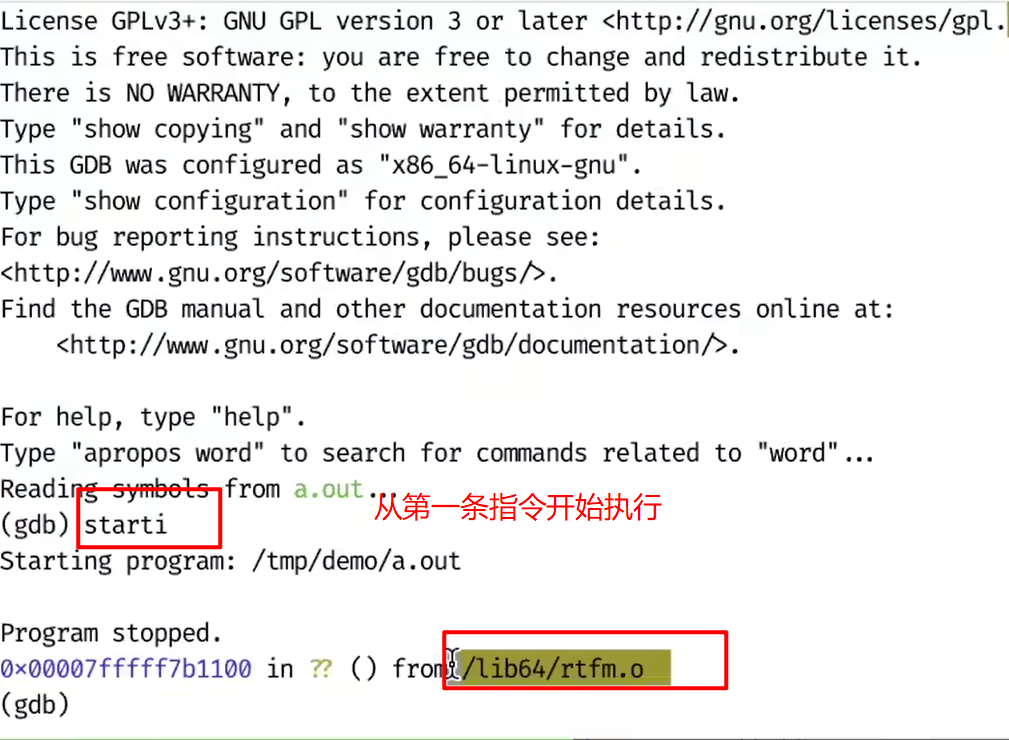 License GPLv3+: GNU GPL version 3 or later <http://gnu.org/licenses/gpl.
This is free software: you are free to change and redistribute it.
There is NO WARRANTY, to the extent permitted by law.
Type "show copying" and "show warranty" for details.
This GDB was configured as "x86_64-linux-gnu".
Type "show configuration" for configuration details.
For bug reporting instructions, please see:
<http://www.gnu.org/software/gdb/bugs/>.
Find the GDB manual and other documentation resources online at:
<http://www.gnu.org/software/gdb/documentation/>.
For help, type "help".
Type "apropos word" to search for commands related to "word"...
Reading symbols from a.out...
从第一条指令开始执行
(gdb) starti
Starting program: /tmp/demo/a.out
Program stopped.
0x00007fffff7b1100 in ?? () from /lib64/rtfm.o
(gdb)